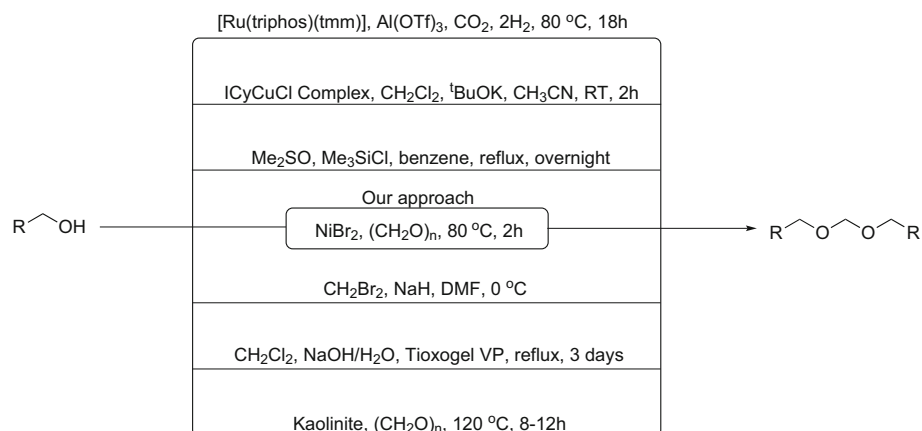 [Ru(triphos)(tmm)], Al(OTf)3, CO2, 2H2, 80 °C, 18h
ICyCuCl Complex, CH2Cl2, tBuOK, CH3CN, RT, 2h
Me2SO, Me3SiCl, benzene, reflux, overnight
Our approach
R OH NiBr2, (CH2O)n, 80 °C, 2h R O O R
CH2Br2, NaH, DMF, 0 °C
CH2Cl2, NaOH/H2O, Tioxogel VP, reflux, 3 days
Kaolinite, (CH2O)n, 120 °C, 8-12h